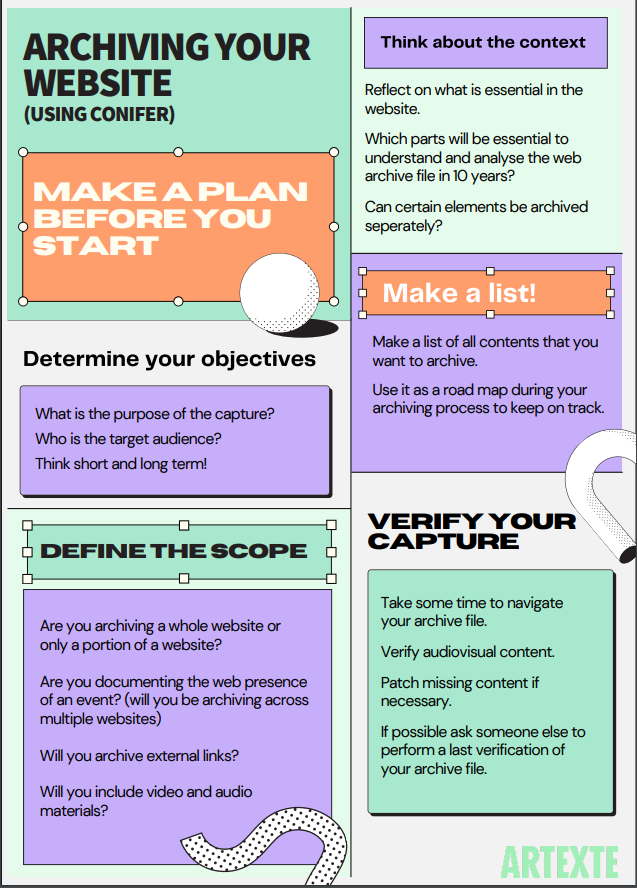 ARCHIVING YOUR
WEBSITE
(USING CONIFER)
MAKE A PLAN
BEFORE YOU
START
Determine your objectives
What is the purpose of the capture?
Who is the target audience?
Think short and long term!
DEFINE THE SCOPE
Are you archiving a whole website or
only a portion of a website?
Are you documenting the web presence
of an event? (will you be archiving across
multiple websites)
Will you archive external links?
Will you include video and audio
materials?
Think about the context
Reflect on what is essential in the
website.
Which parts will be essential to
understand and analyse the web
archive file in 10 years?
Can certain elements be archived
seperately?
Make a list!
Make a list of all contents that you
want to archive.
Use it as a road map during your
archiving process to keep on track.
VERIFY YOUR
CAPTURE
Take some time to navigate
your archive file.
Verify audiovisual content.
Patch missing content if
necessary.
If possible ask someone else to
perform a last verification of
your archive file.
ARTEXTE